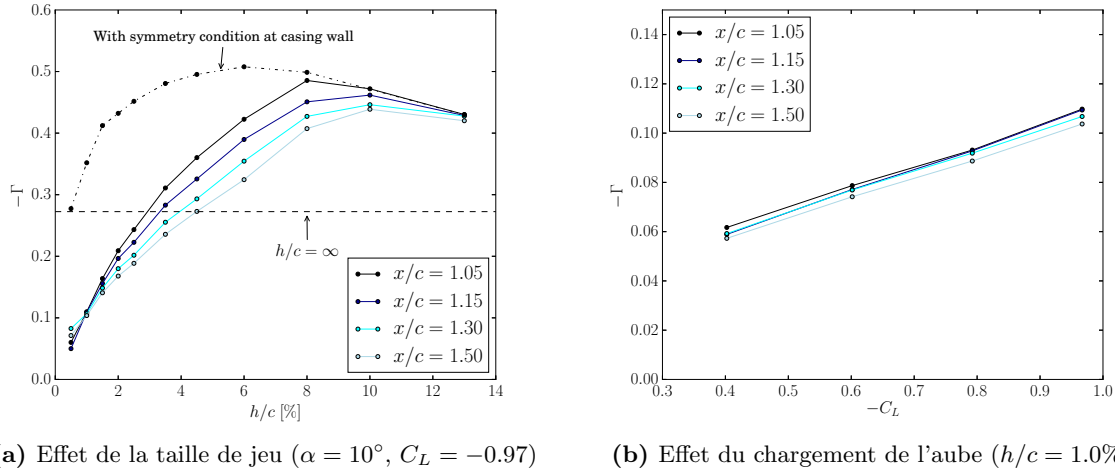 (a)
With symmetry condition at casing wall
0.6
0.5
0.4
0.3
0.2
0.1
0.0
−Γ
h/c = ∞
x/c = 1.05
x/c = 1.15
x/c = 1.30
x/c = 1.50
0 2 4 6 8 10 12 14
h/c [%]
(b)
0.14
0.12
0.10
0.08
0.06
0.04
0.02
0.00
−Γ
x/c = 1.05
x/c = 1.15
x/c = 1.30
x/c = 1.50
0.3 0.4 0.5 0.6 0.7 0.8 0.9 1.0
−C_L
(a) Effet de la taille de jeu (α = 10°, C_L = −0.97)
(b) Effet du chargement de l'aube (h/c = 1.0%